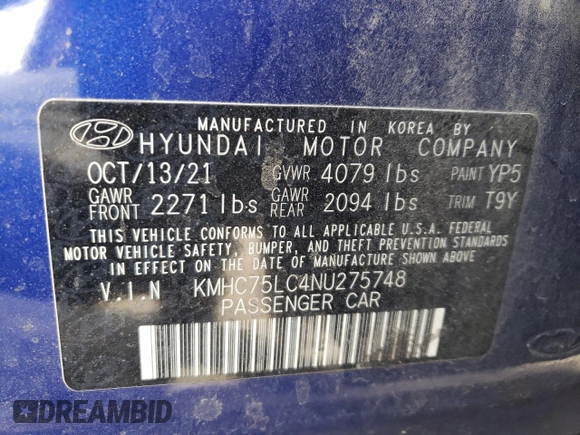 MANUFACTURED IN KOREA BY
HYUNDAI MOTOR COMPANY
OCT/13/21 GVWR 4079 lbs PAINT YP5
GAWR FRONT 2271 lbs GAWR REAR 2094 lbs TRIM T9Y
THIS VEHICLE CONFORMS TO ALL APPLICABLE U.S.A. FEDERAL
MOTOR VEHICLE SAFETY, BUMPER, AND THEFT PREVENTION STANDARDS
IN EFFECT ON THE DATE OF MANUFACTURE SHOWN ABOVE.
V.I.N KMHC75LC4NU275748
PASSENGER CAR
DREAMBID